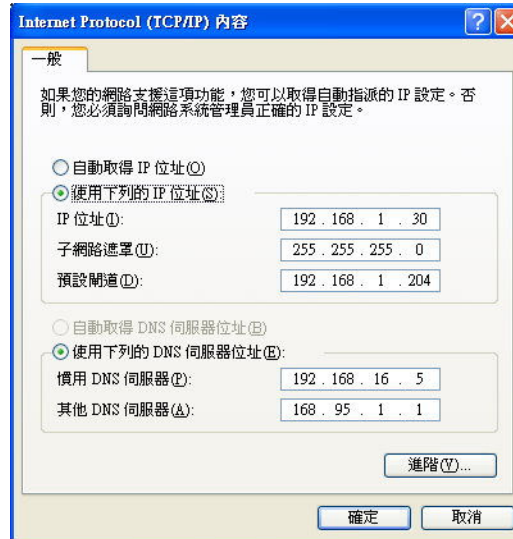 Internet Protocol (TCP/IP) 內容
一般
如果您的網路支援這項功能，您可以取得自動指派的 IP 設定。否
則，您必須詢問網路系統管理員正確的 IP 設定。
自動取得 IP 位址(O)
使用下列的 IP 位址(S):
IP 位址(I): 192 . 168 . 1 . 30
子網路遮罩(U): 255 . 255 . 255 . 0
預設閘道(D): 192 . 168 . 1 . 204
自動取得 DNS 伺服器位址(B)
使用下列的 DNS 伺服器位址(E):
慣用 DNS 伺服器(P): 192 . 168 . 16 . 5
其他 DNS 伺服器(A): 168 . 95 . 1 . 1
進階(V)...
確定 取消